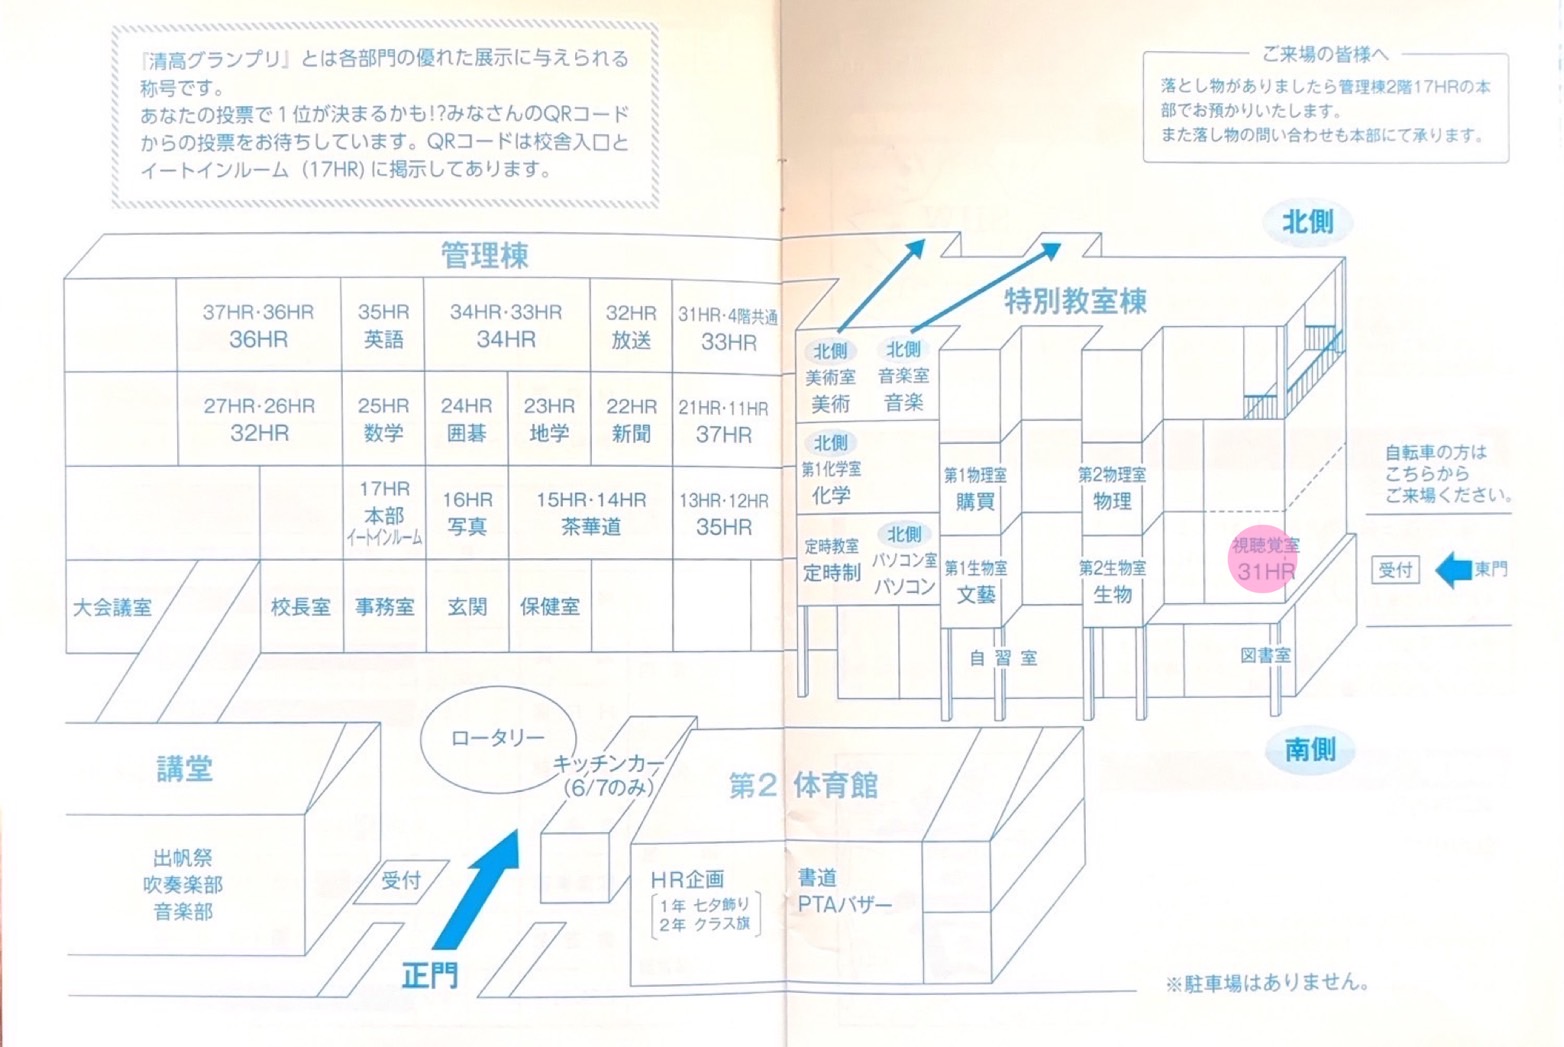 『清高グランプリ』とは各部門の優れた展示に与えられる
称号です。
あなたの投票で１位が決まるかも!?みなさんのQRコード
からの投票をお待ちしています。QRコードは校舎入口と
イートインルーム（17HR）に掲示してあります。
ご来場の皆様へ
落とし物がありましたら管理棟2階17HRの本
部でお預かりいたします。
また落し物の問い合わせも本部にて承ります。
北側
管理棟
37HR・36HR
36HR
35HR
英語
34HR・33HR
34HR
32HR
放送
31HR・4階共通
33HR
27HR・26HR
32HR
25HR
数学
24HR
囲碁
23HR
地学
22HR
新聞
21HR・11HR
37HR
17HR
本部
イートインルーム
16HR
写真
15HR・14HR
茶華道
13HR・12HR
35HR
大会議室
校長室
事務室
玄関
保健室
特別教室棟
北側
美術室
美術
北側
音楽室
音楽
北側
第1化学室
化学
第1物理室
購買
第2物理室
物理
定時教室
定時制
北側
パソコン室
パソコン
第1生物室
文藝
第2生物室
生物
視聴覚室
31HR
自習室
図書室
自転車の方は
こちらから
ご来場ください。
受付
東門
南側
講堂
出帆祭
吹奏楽部
音楽部
受付
ロータリー
キッチンカー
(6/7のみ)
正門
第2 体育館
HR企画
1年 七夕飾り
2年 クラス旗
書道
PTAバザー
※駐車場はありません。